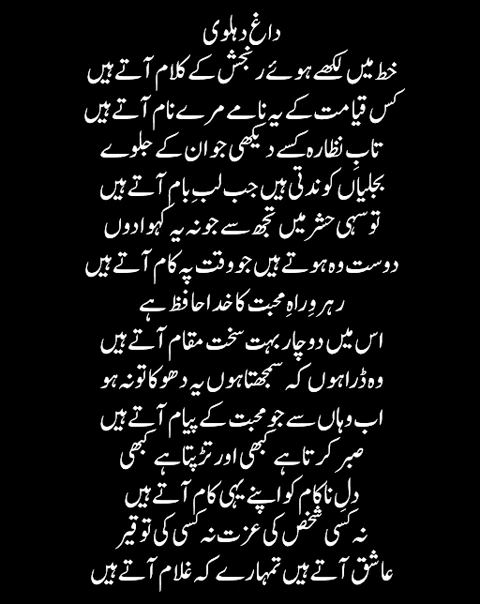 داغ دہلوی
خط میں لکھے ہوئے رنجش کے کلام آتے ہیں
کس قیامت کے یہ نامے مرے نام آتے ہیں
تابِ نظارہ کسے دیکھی جو ان کے جلوے
بجلیاں کوندتی ہیں جب لبِ بام آتے ہیں
تو سہی حشر میں تجھ سے جو نہ یہ کہوا دوں
دوست وہ ہوتے ہیں جو وقت پہ کام آتے ہیں
رہروِ راہِ محبت کا خدا حافظ ہے
اس میں دو چار بہت سخت مقام آتے ہیں
وہ ڈرا ہوں کہ سمجھتا ہوں یہ دھوکا تو نہ ہو
اب وہاں سے جو محبت کے پیام آتے ہیں
صبر کرتا ہے کبھی اور تڑپتا ہے کبھی
دلِ ناکام کو اپنے یہی کام آتے ہیں
نہ کسی شخص کی عزت نہ کسی کی توقیر
عاشق آتے ہیں تمہارے کہ غلام آتے ہیں